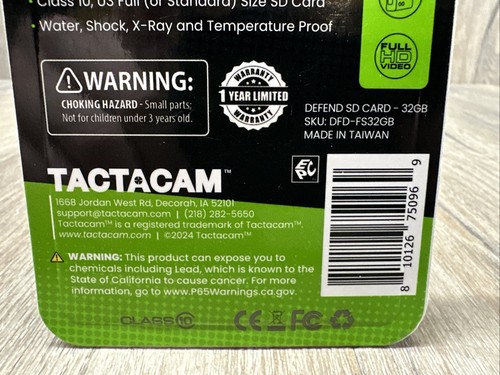 • Class 10, US Full (or Standard) Size SD Card
• Water, Shock, X-Ray and Temperature Proof
FULL
HD
VIDEO
WARNING:
CHOKING HAZARD - Small parts;
Not for children under 3 years old.
WARRANTY
1 YEAR LIMITED
WARRANTY
DEFEND SD CARD - 32GB
SKU: DFD-FS32GB
MADE IN TAIWAN
TACTACAM™
1668 Jordan West Rd, Decorah, IA 52101
support@tactacam.com | (218) 282-5650
Tactacam™ is a registered trademark of Tactacam™.
www.tactacam.com | ©2024 Tactacam™
EPC
8 10126 75096 9
WARNING: This product can expose you to
chemicals including Lead, which is known to the
State of California to cause cancer. For more
information, go to www.P65Warnings.ca.gov.
CLASS 10
CE FC